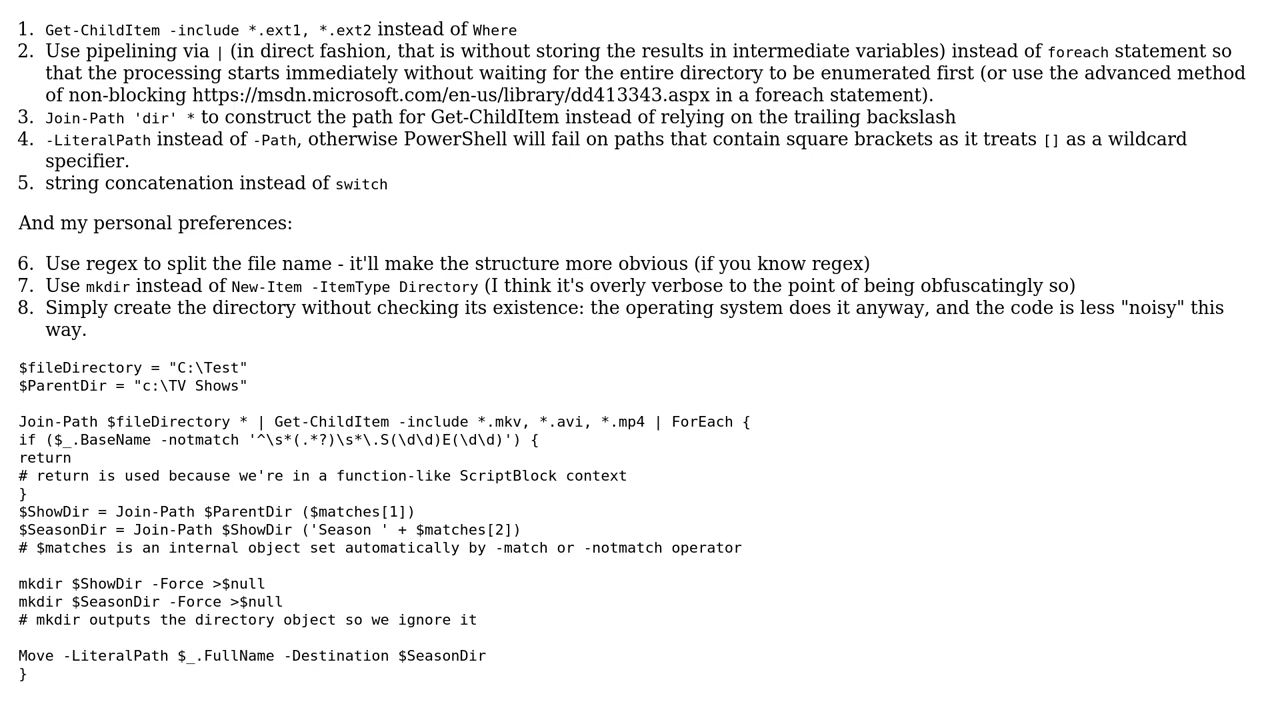 1. Get-ChildItem -include *.ext1, *.ext2 instead of Where
2. Use pipelining via | (in direct fashion, that is without storing the results in intermediate variables) instead of foreach statement so
that the processing starts immediately without waiting for the entire directory to be enumerated first (or use the advanced method
of non-blocking https://msdn.microsoft.com/en-us/library/dd413343.aspx in a foreach statement).
3. Join-Path 'dir' * to construct the path for Get-ChildItem instead of relying on the trailing backslash
4. -LiteralPath instead of -Path, otherwise PowerShell will fail on paths that contain square brackets as it treats [] as a wildcard
specifier.
5. string concatenation instead of switch
And my personal preferences:
6. Use regex to split the file name - it'll make the structure more obvious (if you know regex)
7. Use mkdir instead of New-Item -ItemType Directory (I think it's overly verbose to the point of being obfuscatingly so)
8. Simply create the directory without checking its existence: the operating system does it anyway, and the code is less "noisy" this
way.
$fileDirectory = "C:\Test"
$ParentDir = "c:\TV Shows"
Join-Path $fileDirectory * | Get-ChildItem -include *.mkv, *.avi, *.mp4 | ForEach {
if ($_.BaseName -notmatch '^\s*(.*?)\s*\.S(\d\d)E(\d\d)') {
return
# return is used because we're in a function-like ScriptBlock context
}
$ShowDir = Join-Path $ParentDir ($matches[1])
$SeasonDir = Join-Path $ShowDir ('Season ' + $matches[2])
# $matches is an internal object set automatically by -match or -notmatch operator
mkdir $ShowDir -Force >$null
mkdir $SeasonDir -Force >$null
# mkdir outputs the directory object so we ignore it
Move -LiteralPath $_.FullName -Destination $SeasonDir
}